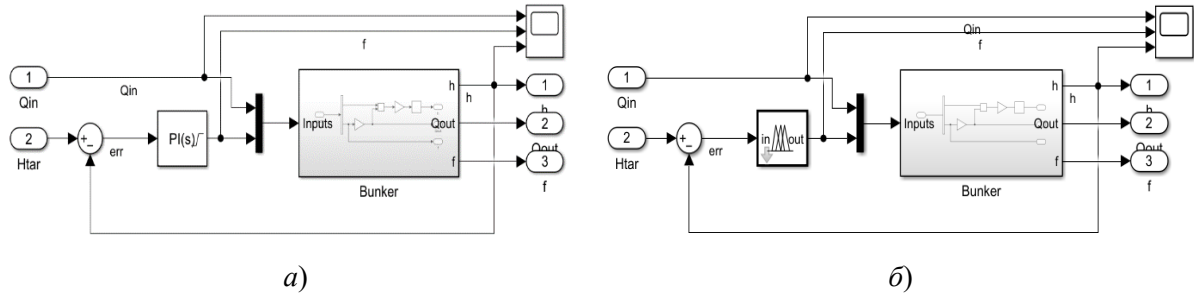 f
1
Qin
Qin
2
Htar
+
−
err
PI(s)
Inputs
h
Qout
f
Bunker
h
1
h
2
Qout
3
f
а)
Qin
f
1
Qin
2
Htar
+
−
err
in
out
Inputs
h
Qout
f
Bunker
h
1
h
2
Qout
3
f
б)